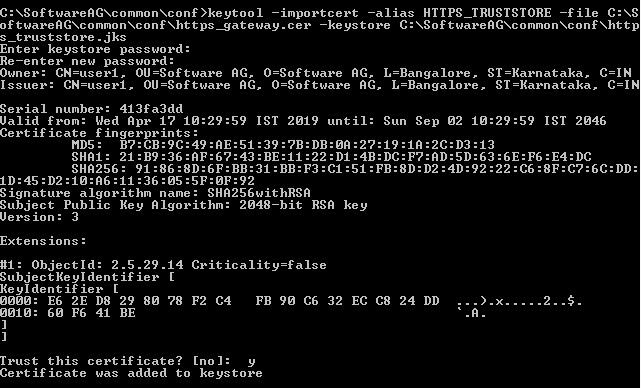 C:\SoftwareAG\common\conf>keytool -importcert -alias HTTPS_TRUSTSTORE -file C:\S
oftwareAG\common\conf\https_gateway.cer -keystore C:\SoftwareAG\common\conf\http
s_truststore.jks
Enter keystore password:
Re-enter new password:
Owner: CN=user1, OU=Software AG, O=Software AG, L=Bangalore, ST=Karnataka, C=IN
Issuer: CN=user1, OU=Software AG, O=Software AG, L=Bangalore, ST=Karnataka, C=IN
Serial number: 413fa3dd
Valid from: Wed Apr 17 10:29:59 IST 2019 until: Sun Sep 02 10:29:59 IST 2046
Certificate fingerprints:
MD5: B7:CB:9C:49:AE:51:39:7B:DB:0A:27:19:1A:2C:D3:13
SHA1: 21:B9:36:AF:67:43:BE:11:22:D1:4B:DC:F7:AD:5D:63:6E:F6:E4:DC
SHA256: 91:86:8D:6F:BB:31:BB:F3:C1:51:FB:8D:D2:4D:92:22:C6:8F:C7:6C:DD:
1D:45:D2:10:A6:11:36:05:5F:0F:92
Signature algorithm name: SHA256withRSA
Subject Public Key Algorithm: 2048-bit RSA key
Version: 3
Extensions:
#1: ObjectId: 2.5.29.14 Criticality=false
SubjectKeyIdentifier [
KeyIdentifier [
0000: E6 2E D8 29 80 78 F2 C4 FB 90 C6 32 EC C8 24 DD ...).x.....2..$.
0010: 60 F6 41 BE `.A.
]
]
Trust this certificate? [no]: y
Certificate was added to keystore